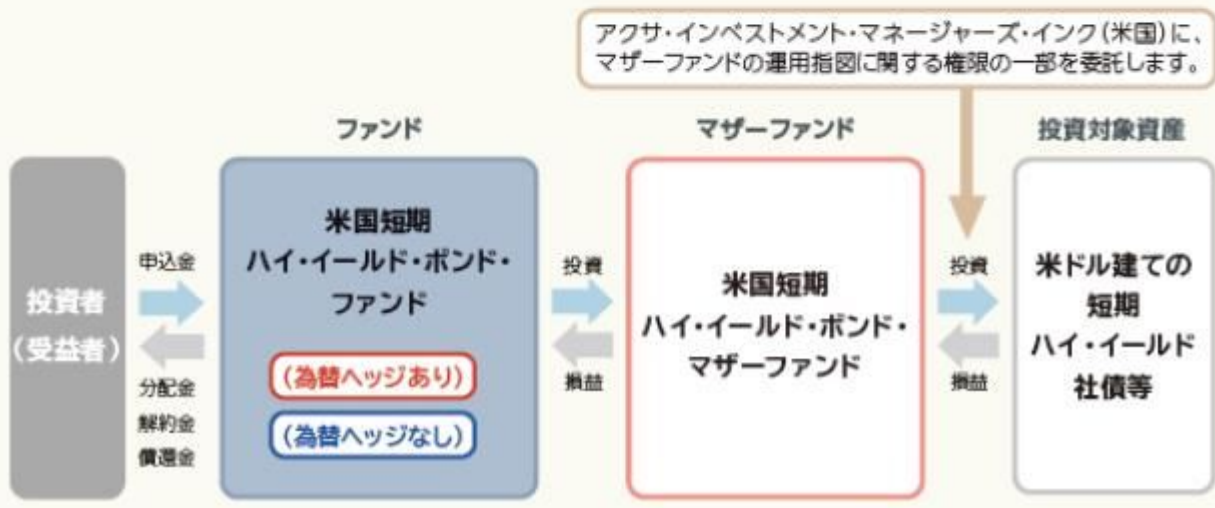 アクサ・インベストメント・マネージャーズ・インク(米国)に、
マザーファンドの運用指図に関する権限の一部を委託します。
ファンド
マザーファンド
投資対象資産
投資者
(受益者)
申込金
分配金
解約金
償還金
米国短期
ハイ・イールド・ボンド・
ファンド
(為替ヘッジあり)
(為替ヘッジなし)
投資
損益
米国短期
ハイ・イールド・ボンド・
マザーファンド
投資
損益
米ドル建ての
短期
ハイ・イールド
社債等